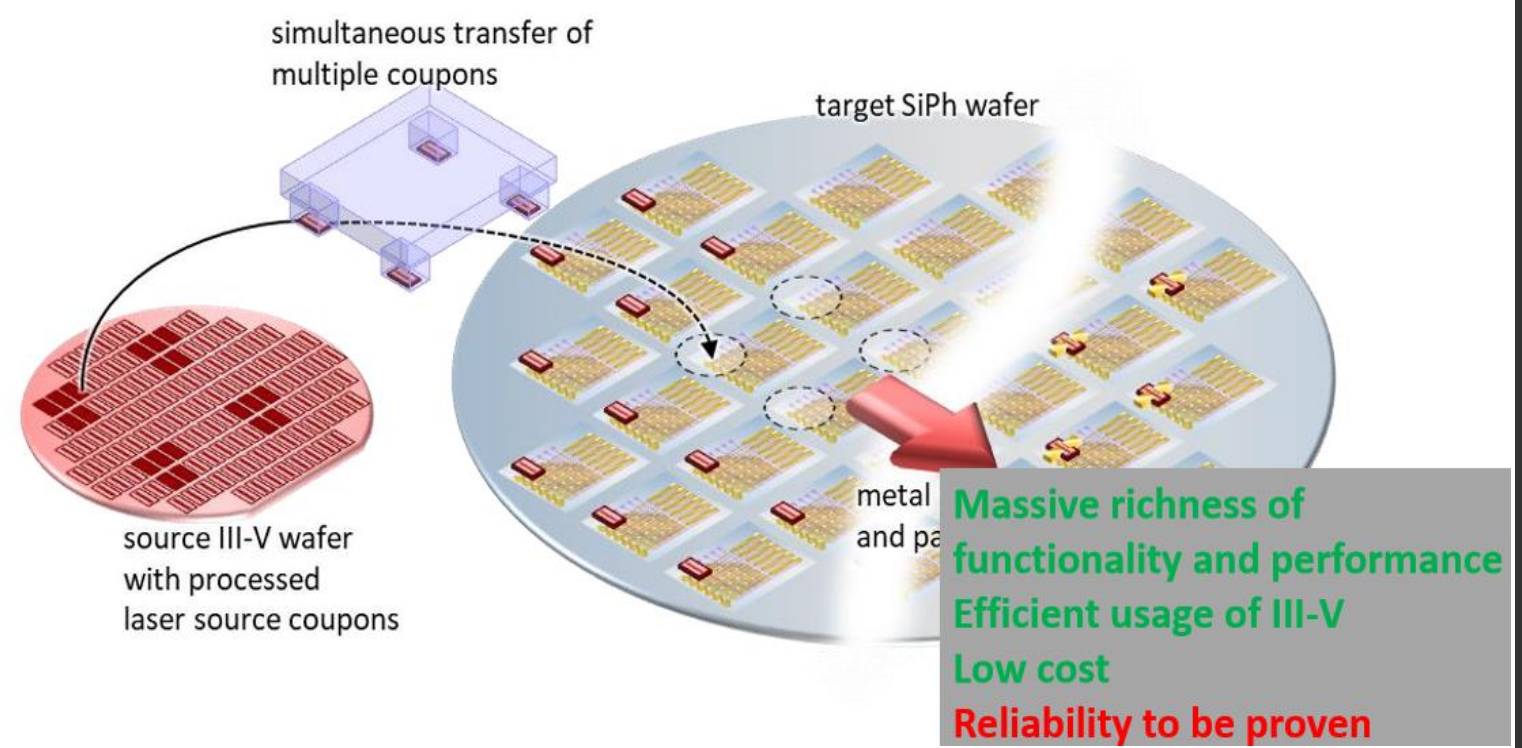 simultaneous transfer of
multiple coupons
target SiPh wafer
source III-V wafer
with processed
laser source coupons
metal
and
Massive richness of
functionality and performance
Efficient usage of III-V
Low cost
Reliability to be proven